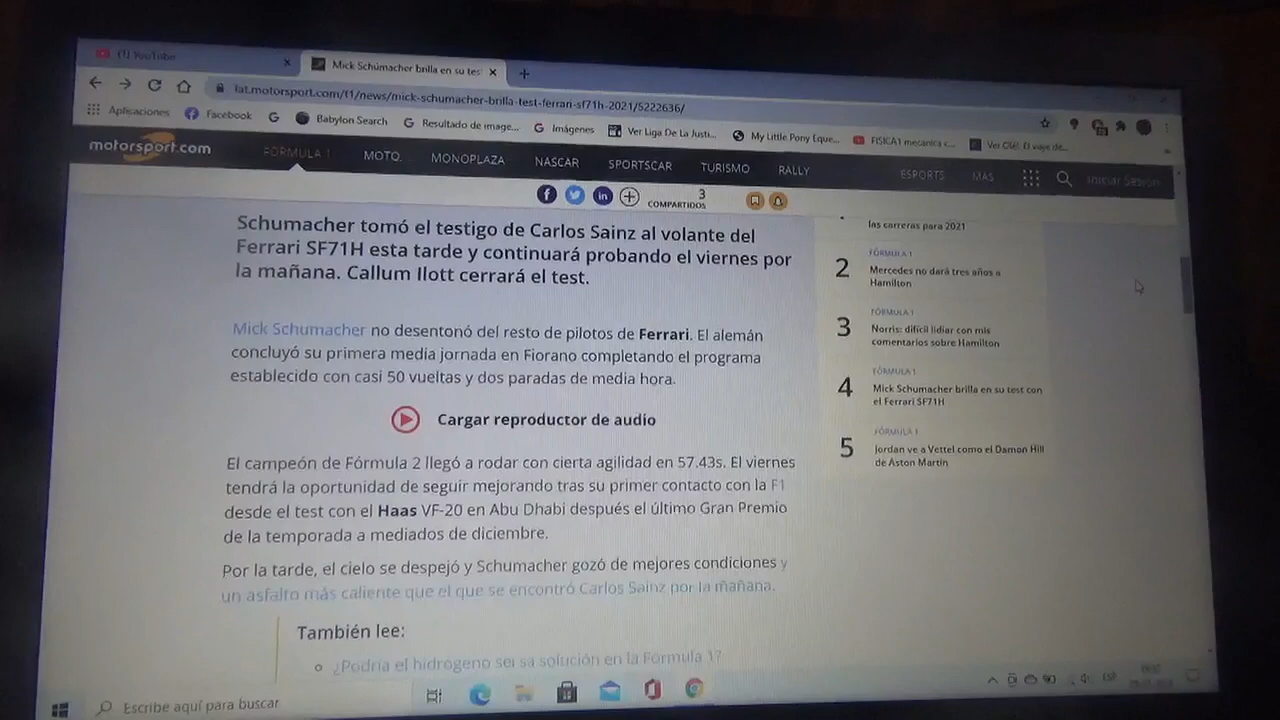 (1) YouTube
Mick Schumacher brilla en su tes
lat.motorsport.com/f1/news/mick-schumacher-brilla-test-ferrari-sf71h-2021/5222636/
Aplicaciones Facebook Babylon Search Resultado de image... Imágenes Ver Liga De La Justi... My Little Pony Eque... FISICA1 mecanica c...
motorsport.com FÓRMULA 1 MOTO. MONOPLAZA NASCAR SPORTSCAR TURISMO RALLY ESPORTS MÁS Iniciar Sesión
3
COMPARTIDOS
Schumacher tomó el testigo de Carlos Sainz al volante del
Ferrari SF71H esta tarde y continuará probando el viernes por
la mañana. Callum Ilott cerrará el test.
Mick Schumacher no desentonó del resto de pilotos de Ferrari. El alemán
concluyó su primera media jornada en Fiorano completando el programa
establecido con casi 50 vueltas y dos paradas de media hora.
Cargar reproductor de audio
El campeón de Fórmula 2 llegó a rodar con cierta agilidad en 57.43s. El viernes
tendrá la oportunidad de seguir mejorando tras su primer contacto con la F1
desde el test con el Haas VF-20 en Abu Dhabi después el último Gran Premio
de la temporada a mediados de diciembre.
Por la tarde, el cielo se despejó y Schumacher gozó de mejores condiciones y
un asfalto más caliente que el que se encontró Carlos Sainz por la mañana.
También lee:
¿Podría el hidrógeno ser sa solución en la Fórmula 1?
las carreras para 2021
FÓRMULA 1
2 Mercedes no dará tres años a
Hamilton
FÓRMULA 1
3 Norris: difícil lidiar con mis
comentarios sobre Hamilton
FÓRMULA 1
4 Mick Schumacher brilla en su test con
el Ferrari SF71H
FÓRMULA 1
5 Jordan ve a Vettel como el Damon Hill
de Aston Martin
Escribe aquí para buscar